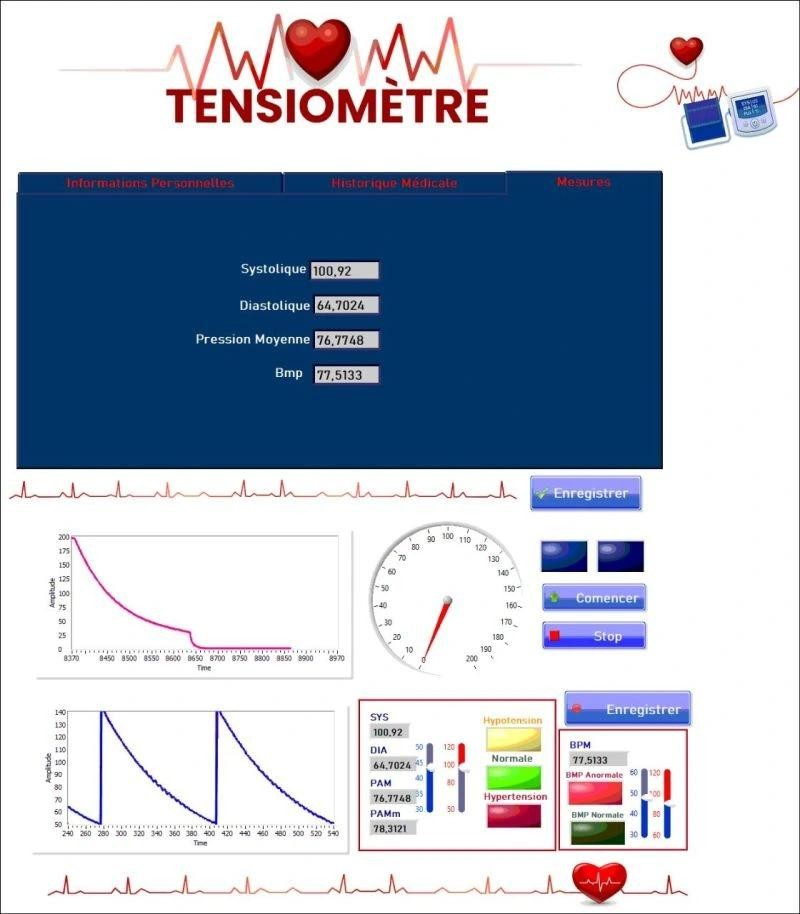 TENSIOMÈTRE
Informations Personnelles Historique Médicale Mesures
Systolique 100,92
Diastolique 64,7024
Pression Moyenne 76,7748
Bmp 77,5133
Enregistrer
200
175
150
125
100
75
50
25
0
Amplitude
8370 8450 8500 8550 8600 8650 8700 8750 8800 8850 8900 8970
Time
0 10 20 30 40 50 60 70 80 90 100 110 120 130 140 150 160 170 180 190 200
Comencer
Stop
Enregistrer
140
130
120
110
100
90
80
70
60
50
Amplitude
240 260 280 300 320 340 360 380 400 420 440 460 480 500 520 540
Time
SYS
100,92
DIA
64,7024
PAM
76,7748
PAMm
78,3121
50 120
45 100
40
35 80
30 50
Hypotension
Normale
Hypertension
BPM
77,5133
BMP Anormale
BMP Normale
60 120
50 100
40 80
30 60